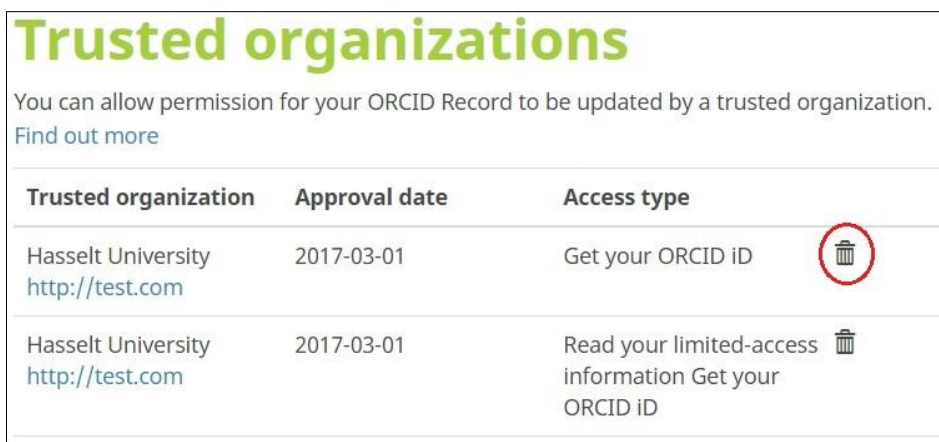 Trusted organizations
You can allow permission for your ORCID Record to be updated by a trusted organization.
Find out more
Trusted organization Approval date Access type
Hasselt University 2017-03-01 Get your ORCID iD
http://test.com
Hasselt University 2017-03-01 Read your limited-access
http://test.com information Get your
ORCID iD